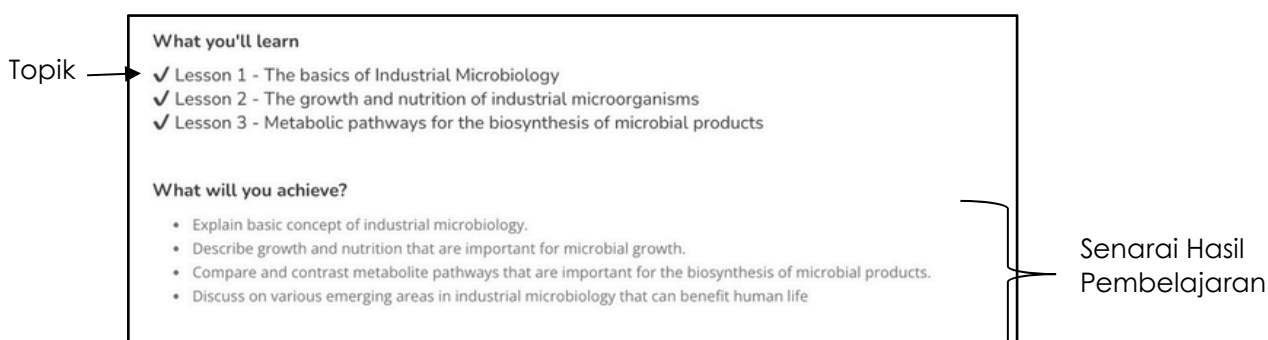 What you'll learn
Topik
✔ Lesson 1 - The basics of Industrial Microbiology
✔ Lesson 2 - The growth and nutrition of industrial microorganisms
✔ Lesson 3 - Metabolic pathways for the biosynthesis of microbial products
What will you achieve?
• Explain basic concept of industrial microbiology.
• Describe growth and nutrition that are important for microbial growth.
• Compare and contrast metabolite pathways that are important for the biosynthesis of microbial products.
• Discuss on various emerging areas in industrial microbiology that can benefit human life
Senarai Hasil
Pembelajaran